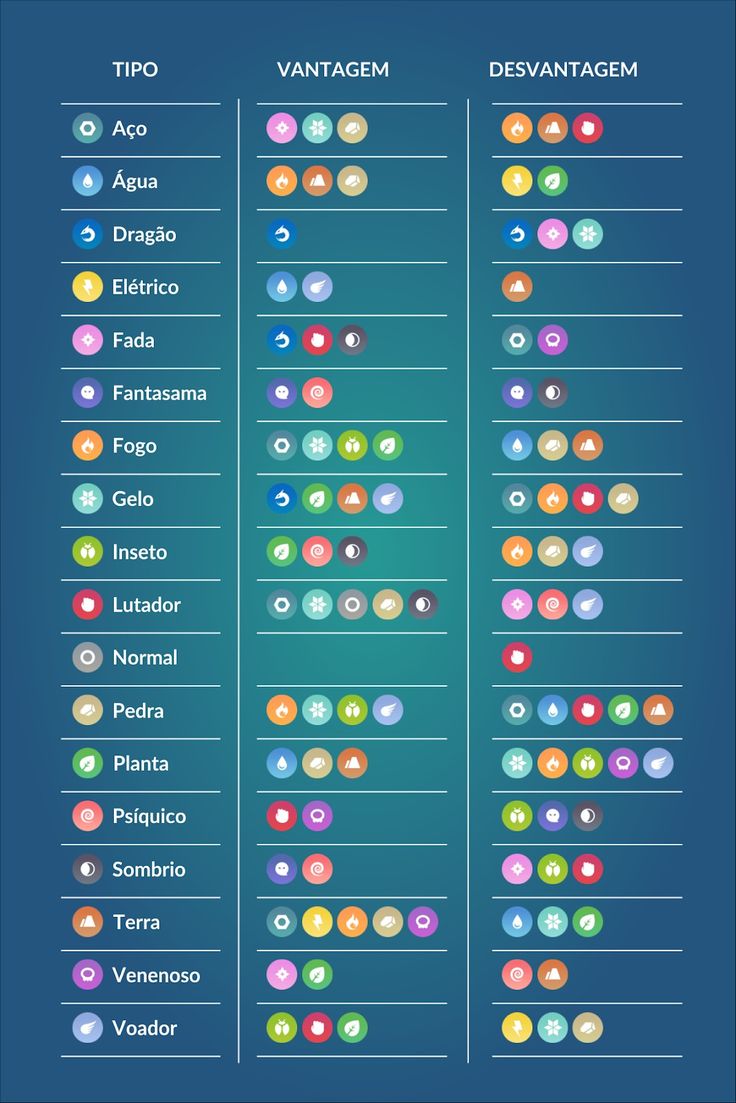 TIPO VANTAGEM DESVANTAGEM
Aço
Água
Dragão
Elétrico
Fada
Fantasama
Fogo
Gelo
Inseto
Lutador
Normal
Pedra
Planta
Psíquico
Sombrio
Terra
Venenoso
Voador